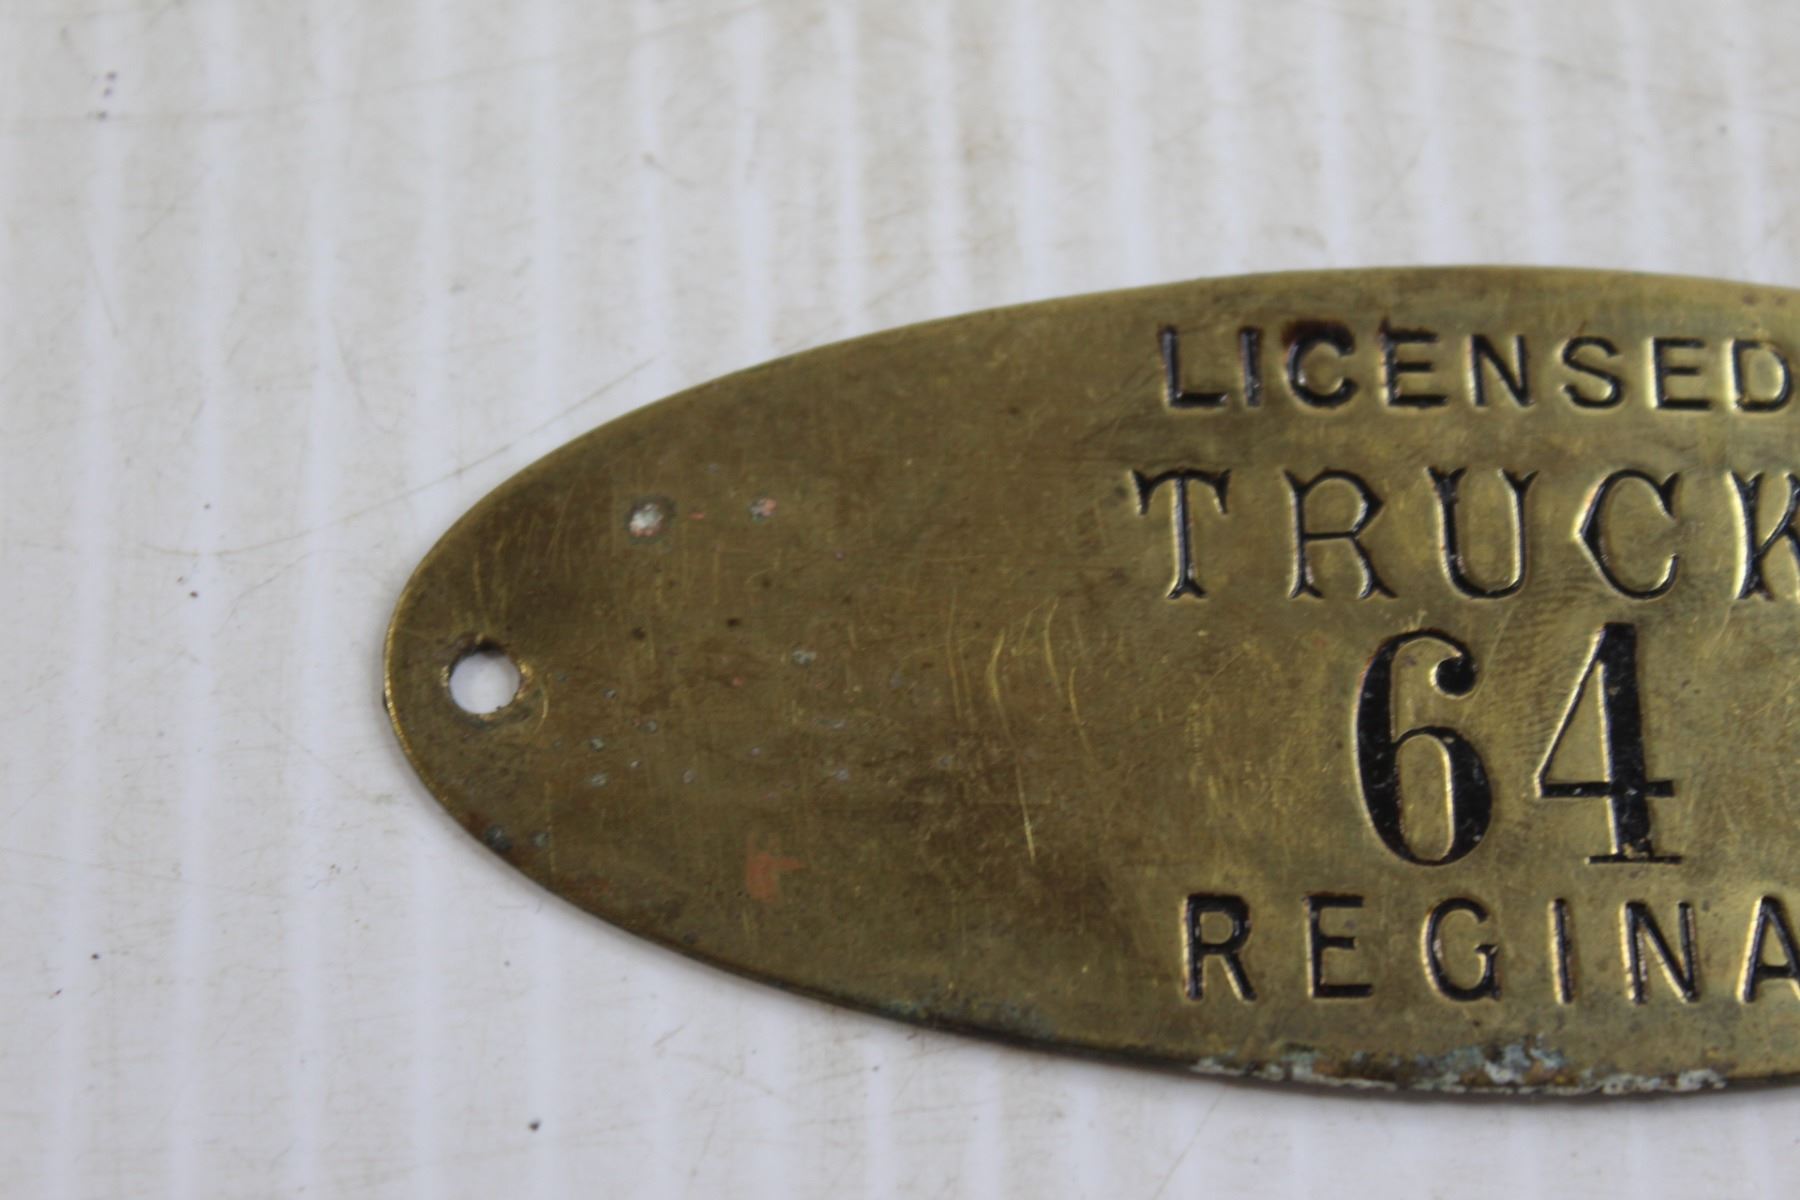 LICENSED
TRUCK
64
REGINA